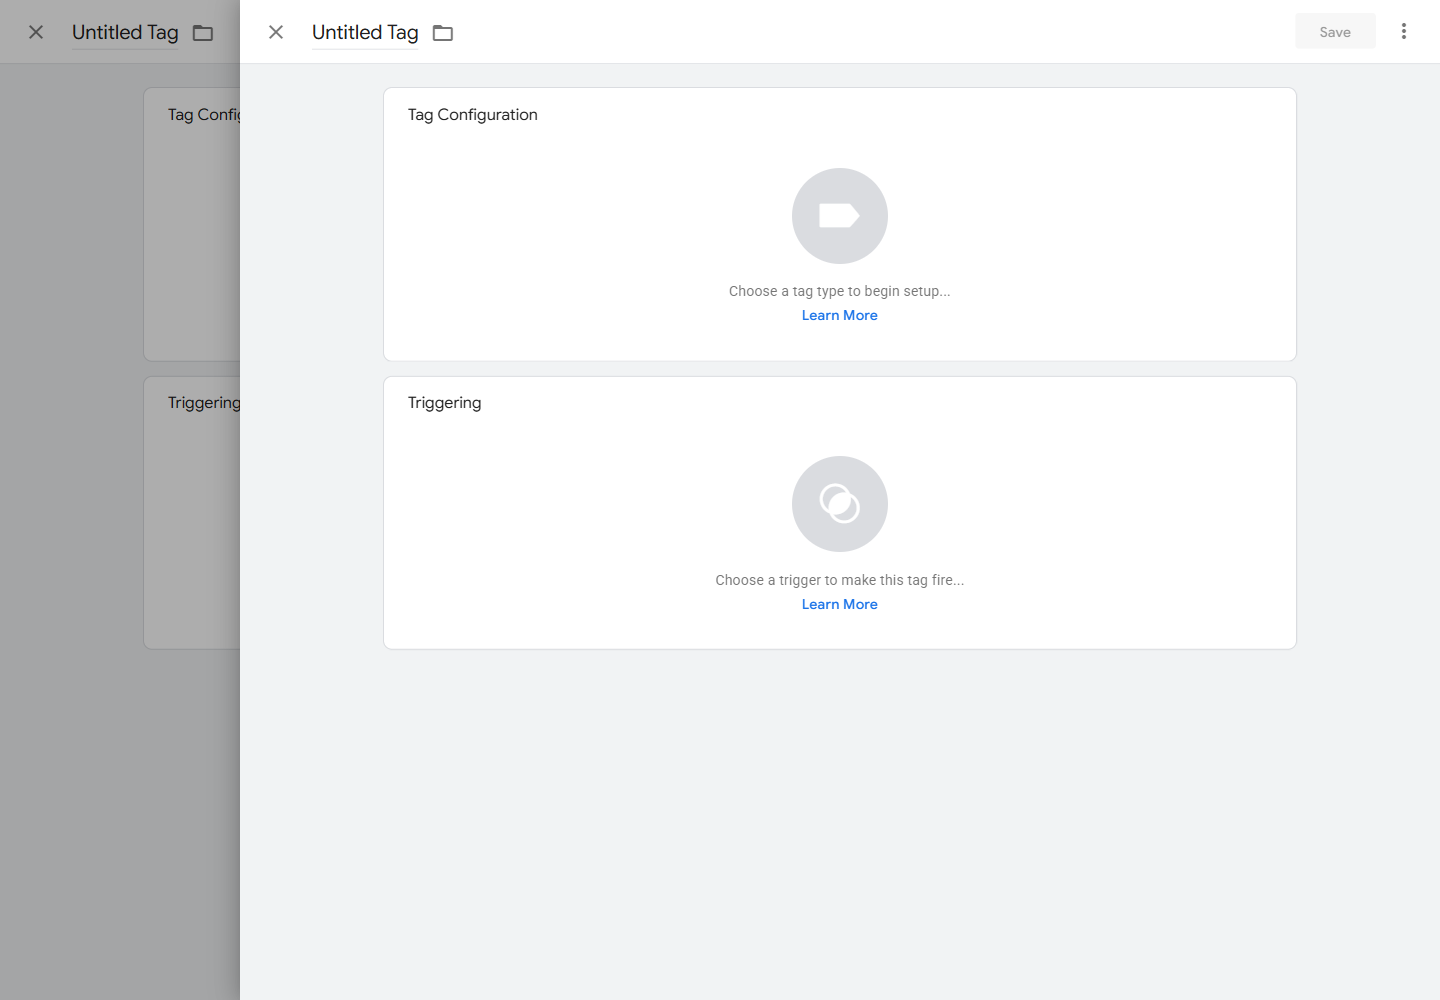 Untitled Tag
Tag Config
Triggering
Untitled Tag
Save
Tag Configuration
Choose a tag type to begin setup...
Learn More
Triggering
Choose a trigger to make this tag fire...
Learn More